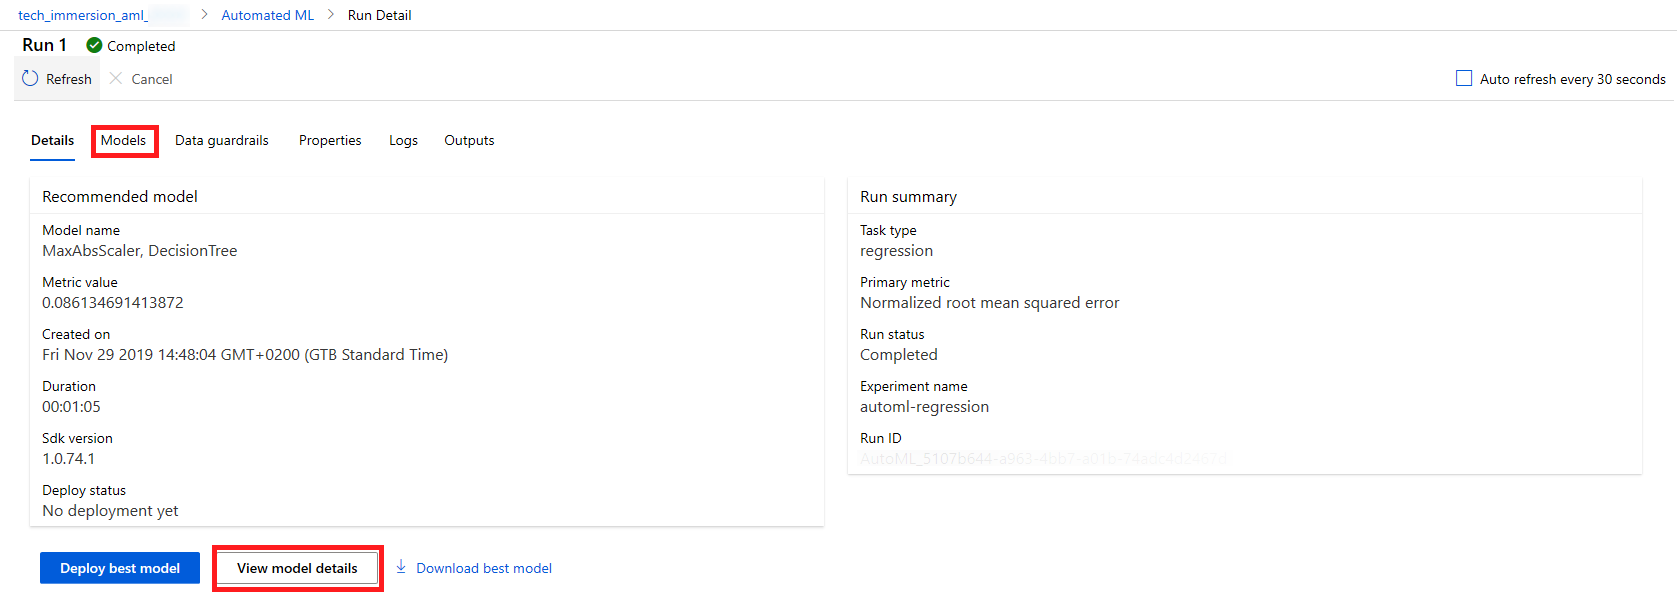 tech_immersion_aml_ > Automated ML > Run Detail
Run 1 Completed
Refresh Cancel Auto refresh every 30 seconds
Details Models Data guardrails Properties Logs Outputs
Recommended model
Model name
MaxAbsScaler, DecisionTree
Metric value
0.086134691413872
Created on
Fri Nov 29 2019 14:48:04 GMT+0200 (GTB Standard Time)
Duration
00:01:05
Sdk version
1.0.74.1
Deploy status
No deployment yet
Run summary
Task type
regression
Primary metric
Normalized root mean squared error
Run status
Completed
Experiment name
automl-regression
Run ID
Deploy best model View model details Download best model